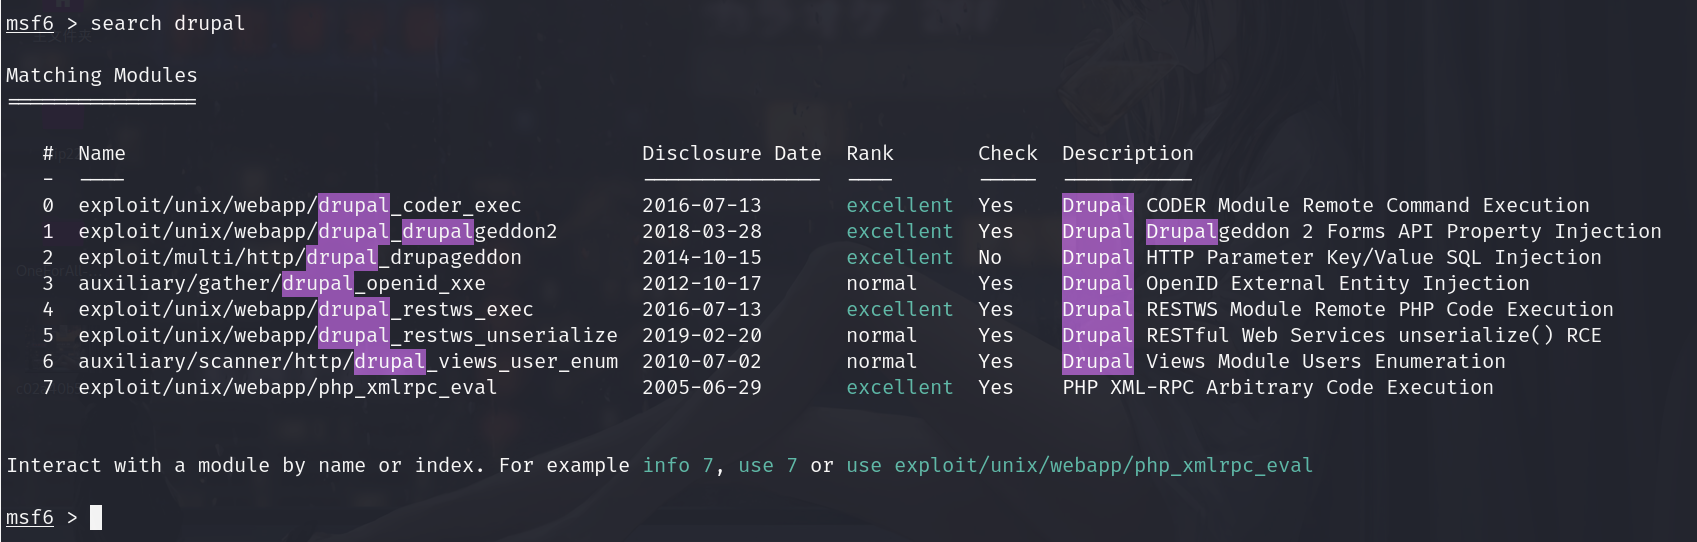 msf6 > search drupal
Matching Modules
================
#  Name                                       Disclosure Date  Rank       Check  Description
-  ----                                       ---------------  ----       -----  -----------
0  exploit/unix/webapp/drupal_coder_exec          2016-07-13       excellent  Yes    Drupal CODER Module Remote Command Execution
1  exploit/unix/webapp/drupal_drupalgeddon2       2018-03-28       excellent  Yes    Drupal Drupalgeddon 2 Forms API Property Injection
2  exploit/multi/http/drupal_drupageddon          2014-10-15       excellent  No     Drupal HTTP Parameter Key/Value SQL Injection
3  auxiliary/gather/drupal_openid_xxe             2012-10-17       normal     Yes    Drupal OpenID External Entity Injection
4  exploit/unix/webapp/drupal_restws_exec         2016-07-13       excellent  Yes    Drupal RESTWS Module Remote PHP Code Execution
5  exploit/unix/webapp/drupal_restws_unserialize  2019-02-20       normal     Yes    Drupal RESTful Web Services unserialize() RCE
6  auxiliary/scanner/http/drupal_views_user_enum  2010-07-02       normal     Yes    Drupal Views Module Users Enumeration
7  exploit/unix/webapp/php_xmlrpc_eval            2005-06-29       excellent  Yes    PHP XML-RPC Arbitrary Code Execution
Interact with a module by name or index. For example info 7, use 7 or use exploit/unix/webapp/php_xmlrpc_eval
msf6 >